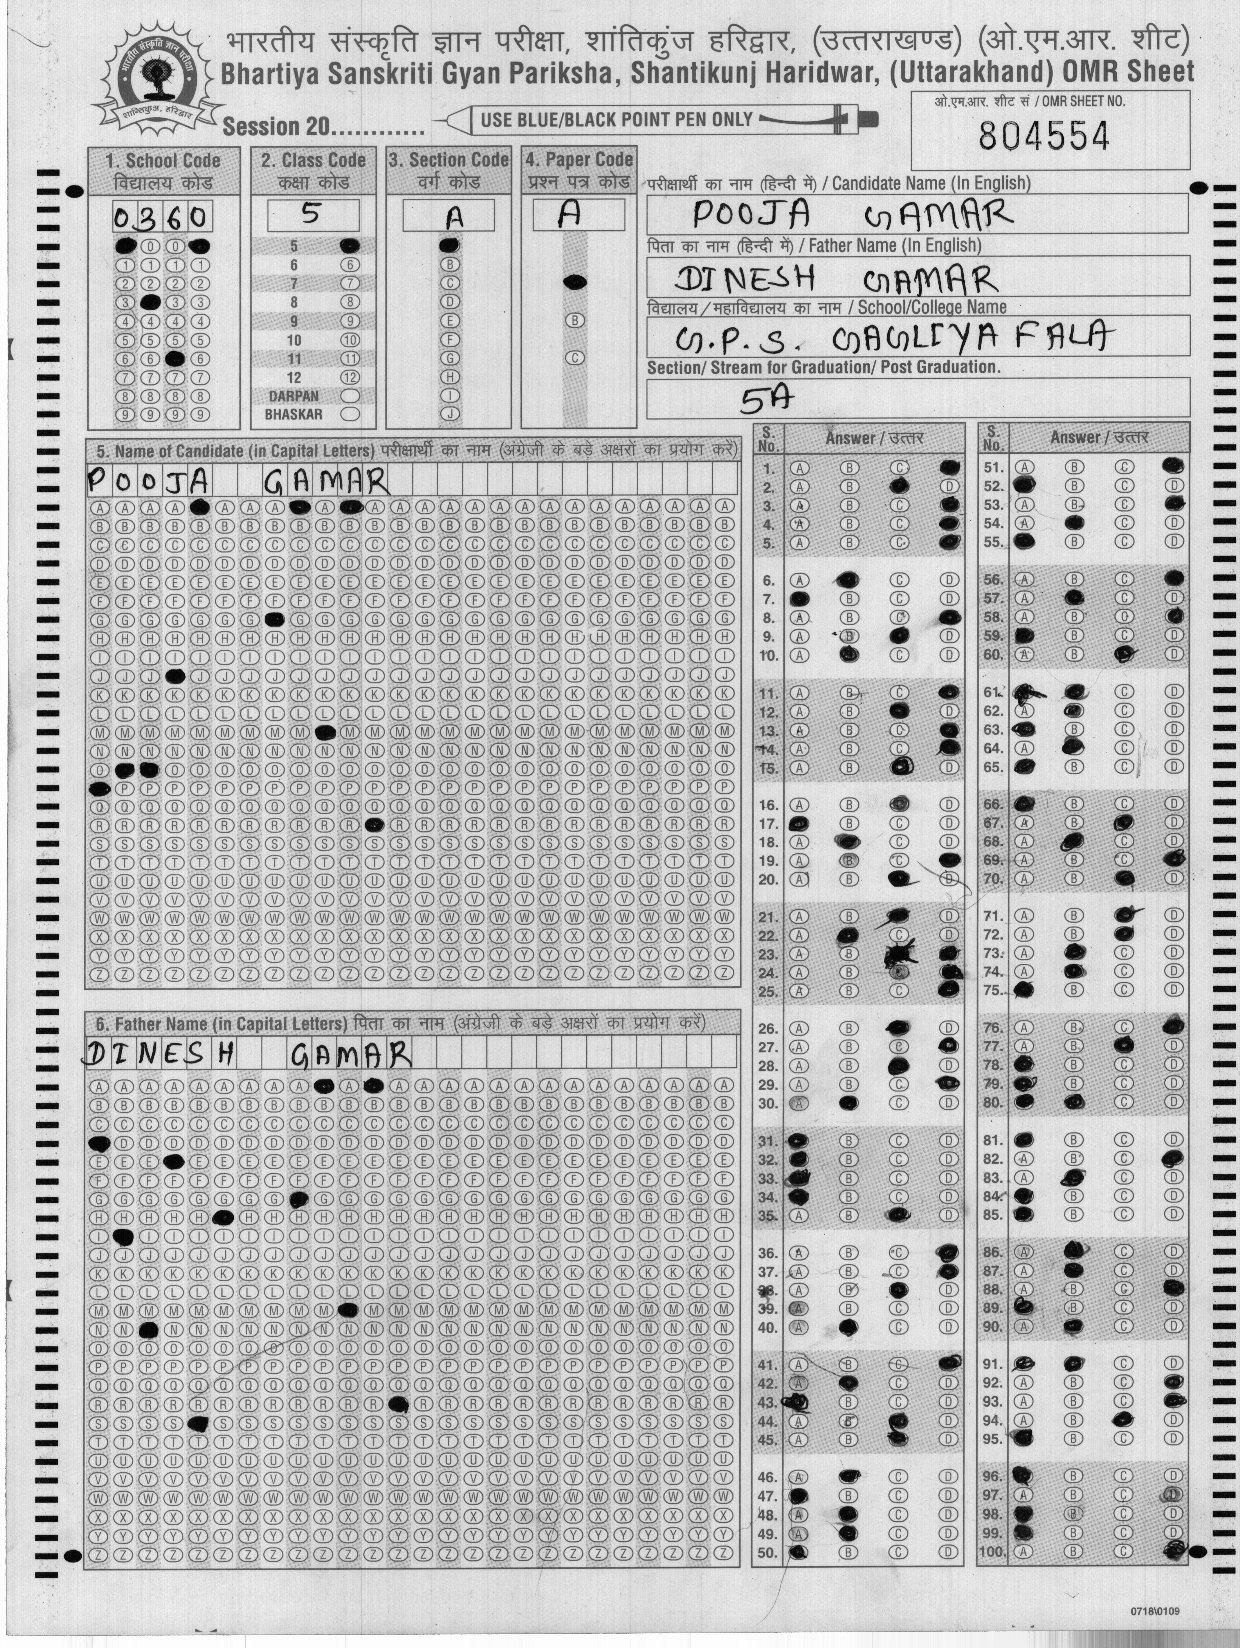 भारतीय संस्कृति ज्ञान परीक्षा, शांतिकुंज हरिद्वार, (उत्तराखण्ड) (ओ.एम.आर. शीट)
Bhartiya Sanskriti Gyan Pariksha, Shantikunj Haridwar, (Uttarakhand) OMR Sheet
Session 20............
USE BLUE/BLACK POINT PEN ONLY
ओ.एम.आर. शीट सं / OMR SHEET NO.
804554
1. School Code
विद्यालय कोड
0360
2. Class Code
कक्षा कोड
5
5
6
7
8
9
10
11
12
DARPAN
BHASKAR
3. Section Code
वर्ग कोड
A
4. Paper Code
प्रश्न पत्र कोड
A
परीक्षार्थी का नाम (हिन्दी में) / Candidate Name (In English)
POOJA GAMAR
पिता का नाम (हिन्दी में) / Father Name (In English)
DINESH GAMAR
विद्यालय / महाविद्यालय का नाम / School/College Name
G.P.S. GAGLIYA FALA
Section/ Stream for Graduation/ Post Graduation.
5A
5. Name of Candidate (in Capital Letters) परीक्षार्थी का नाम (अंग्रेजी के बड़े अक्षरों का प्रयोग करें)
POOJA GAMAR
6. Father Name (in Capital Letters) पिता का नाम (अंग्रेजी के बड़े अक्षरों का प्रयोग करें)
DINESH GAMAR
S. No. Answer / उत्तर
S. No. Answer / उत्तर
0718\0109